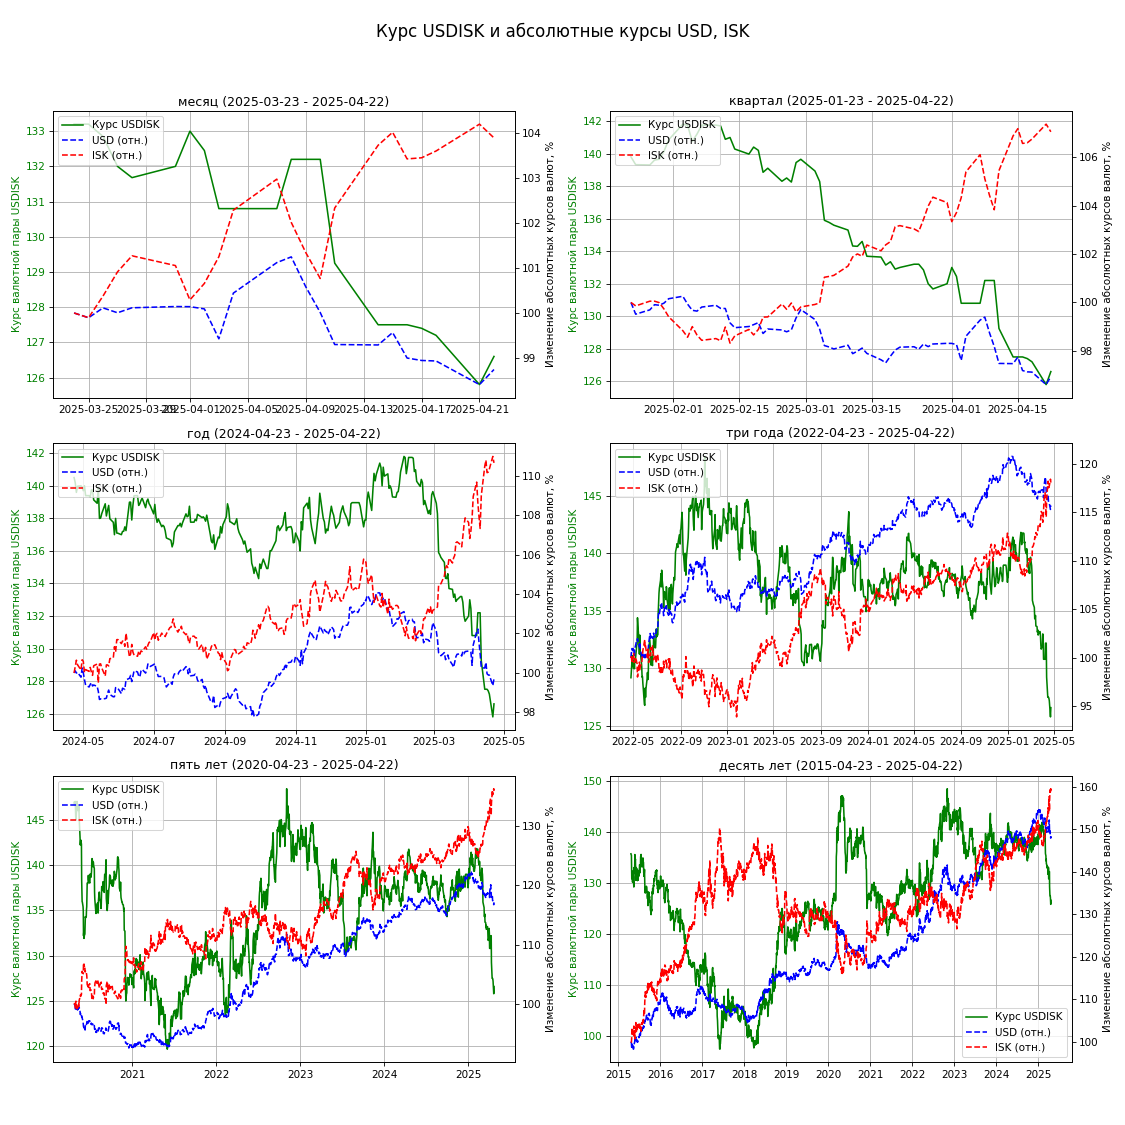 Курс USDISK и абсолютные курсы USD, ISK
месяц (2025-03-23 - 2025-04-22)
Курс USDISK
USD (отн.)
ISK (отн.)
Курс валютной пары USDISK
133
132
131
130
129
128
127
126
104
103
102
101
100
99
Изменение абсолютных курсов валют, %
2025-03-25 2025-03-29 2025-04-01 2025-04-05 2025-04-09 2025-04-13 2025-04-17 2025-04-21
квартал (2025-01-23 - 2025-04-22)
Курс USDISK
USD (отн.)
ISK (отн.)
Курс валютной пары USDISK
142
140
138
136
134
132
130
128
126
106
104
102
100
98
Изменение абсолютных курсов валют, %
2025-02-01 2025-02-15 2025-03-01 2025-03-15 2025-04-01 2025-04-15
год (2024-04-23 - 2025-04-22)
Курс USDISK
USD (отн.)
ISK (отн.)
Курс валютной пары USDISK
142
140
138
136
134
132
130
128
126
110
108
106
104
102
100
98
Изменение абсолютных курсов валют, %
2024-05 2024-07 2024-09 2024-11 2025-01 2025-03 2025-05
три года (2022-04-23 - 2025-04-22)
Курс USDISK
USD (отн.)
ISK (отн.)
Курс валютной пары USDISK
145
140
135
130
125
120
115
110
105
100
95
Изменение абсолютных курсов валют, %
2022-05 2022-09 2023-01 2023-05 2023-09 2024-01 2024-05 2024-09 2025-01 2025-05
пять лет (2020-04-23 - 2025-04-22)
Курс USDISK
USD (отн.)
ISK (отн.)
Курс валютной пары USDISK
145
140
135
130
125
120
130
120
110
100
Изменение абсолютных курсов валют, %
2021 2022 2023 2024 2025
десять лет (2015-04-23 - 2025-04-22)
Курс валютной пары USDISK
150
140
130
120
110
100
160
150
140
130
120
110
100
Изменение абсолютных курсов валют, %
Курс USDISK
USD (отн.)
ISK (отн.)
2015 2016 2017 2018 2019 2020 2021 2022 2023 2024 2025